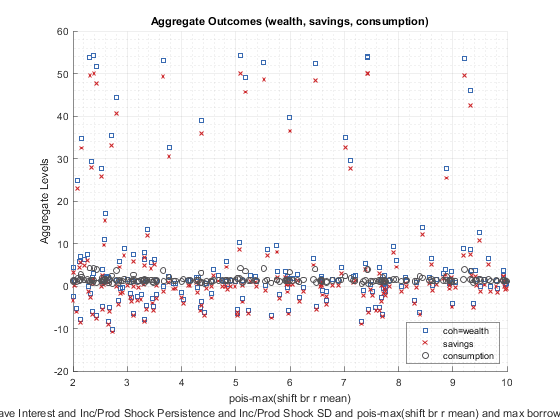 Aggregate Outcomes (wealth, savings, consumption)
60
50
40
30
20
10
0
-10
-20
Aggregate Levels
2
3
4
5
6
7
8
9
10
coh=wealth
savings
consumption
pois-max(shift br r mean)
ave Interest and Inc/Prod Shock Persistence and Inc/Prod Shock SD and pois-max(shift br r mean) and max borrow